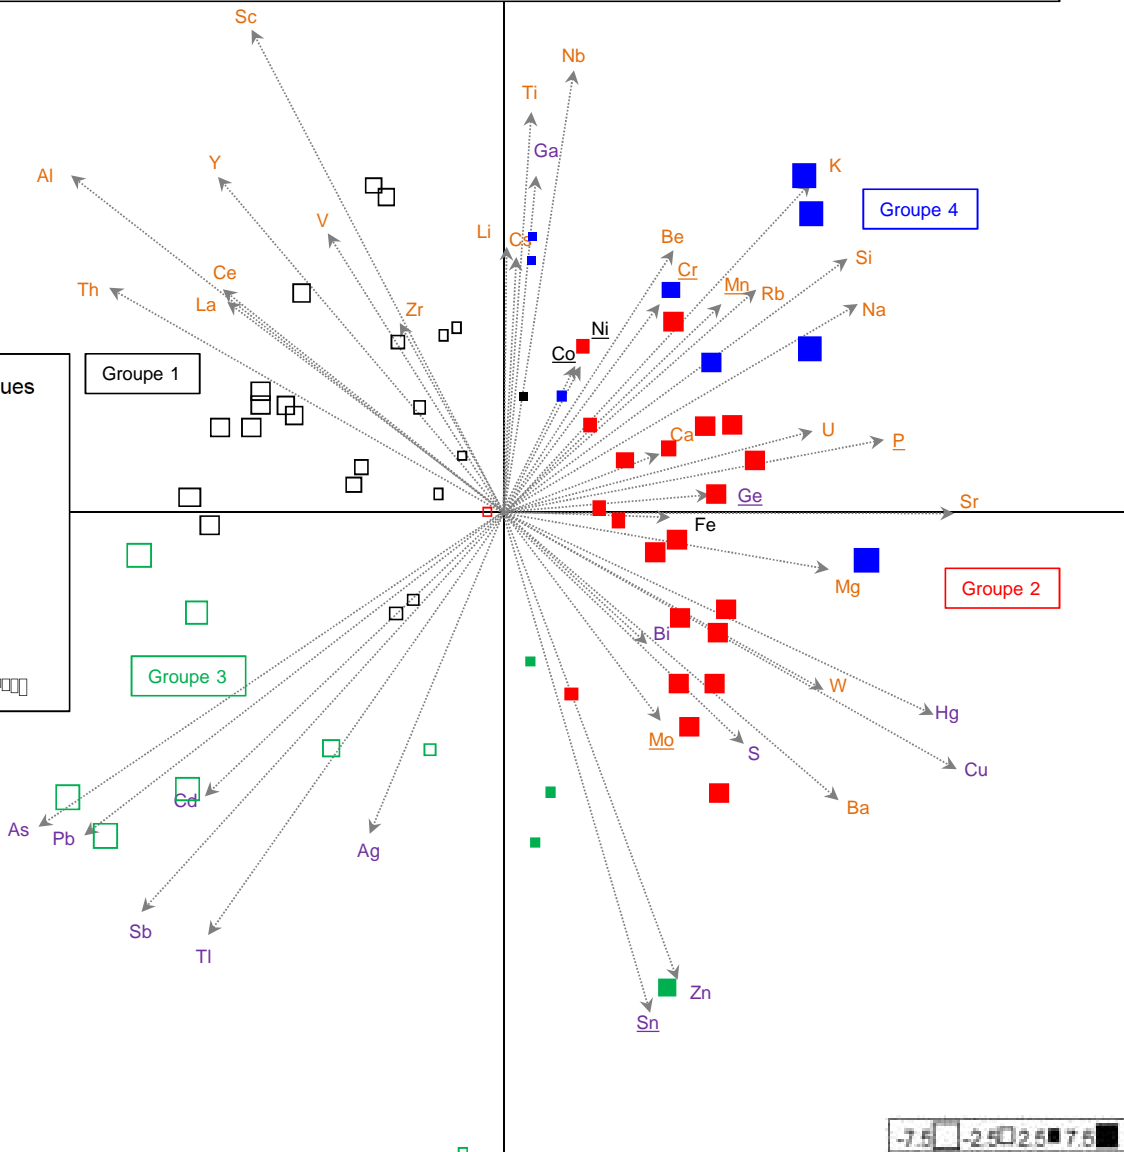 Sc
Nb
Ti
Ga
Y
Al
K
Groupe 4
V
Li
Cs
Be
Si
Ce
Cr
Th
La
Mn
Rb
Zr
Na
Ni
Co
Groupe 1
ues
Ca
U
P
Ge
Sr
Fe
Mg
Groupe 2
Bi
Groupe 3
W
Hg
Mo
S
Cu
Cd
Ba
As
Pb
Ag
Sb
Tl
Zn
Sn
-7.5 -2.5 2.5 7.5